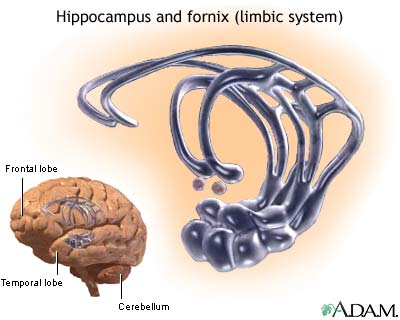 Hippocampus and fornix (limbic system)
Frontal lobe
Temporal lobe
Cerebellum
A.D.A.M.